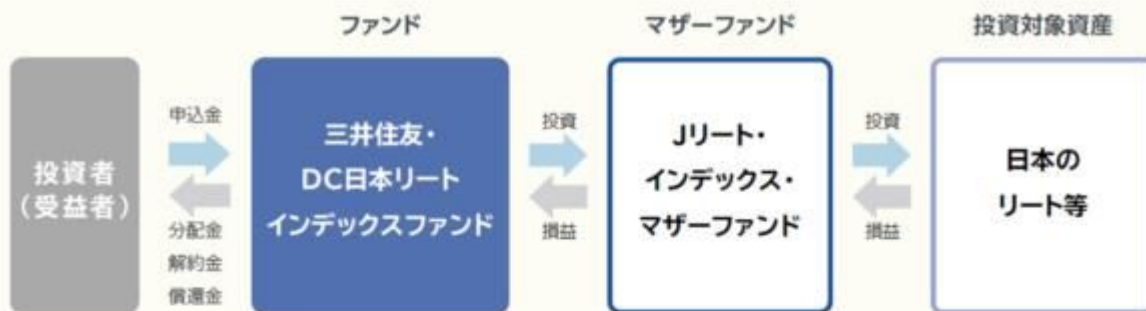 ファンド
マザーファンド
投資対象資産
投資者
（受益者）
申込金
分配金
解約金
償還金
三井住友・
DC日本リート
インデックスファンド
投資
損益
Jリート・
インデックス・
マザーファンド
投資
損益
日本の
リート等